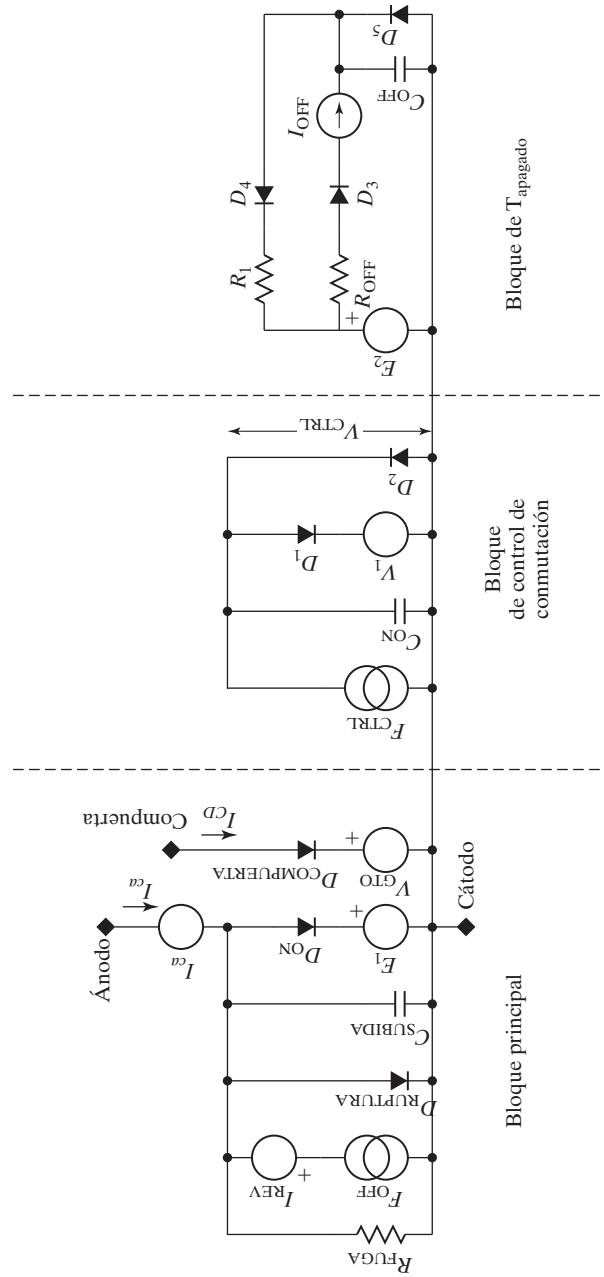 Ánodo
I_ca
I_ca
Compuerta
I_CD
R_FUGA
I_REV
+
F_OFF
D_RUPTURA
C_SUBIDA
D_ON
+
E_1
D_COMPUERTA
+
V_GTO
Cátodo
Bloque principal
F_CTRL
C_ON
D_1
V_1
D_2
V_CTRL
Bloque
de control de
conmutación
R_1
D_4
R_OFF
D_3
I_OFF
+
E_2
C_OFF
D_5
Bloque de T_apagado